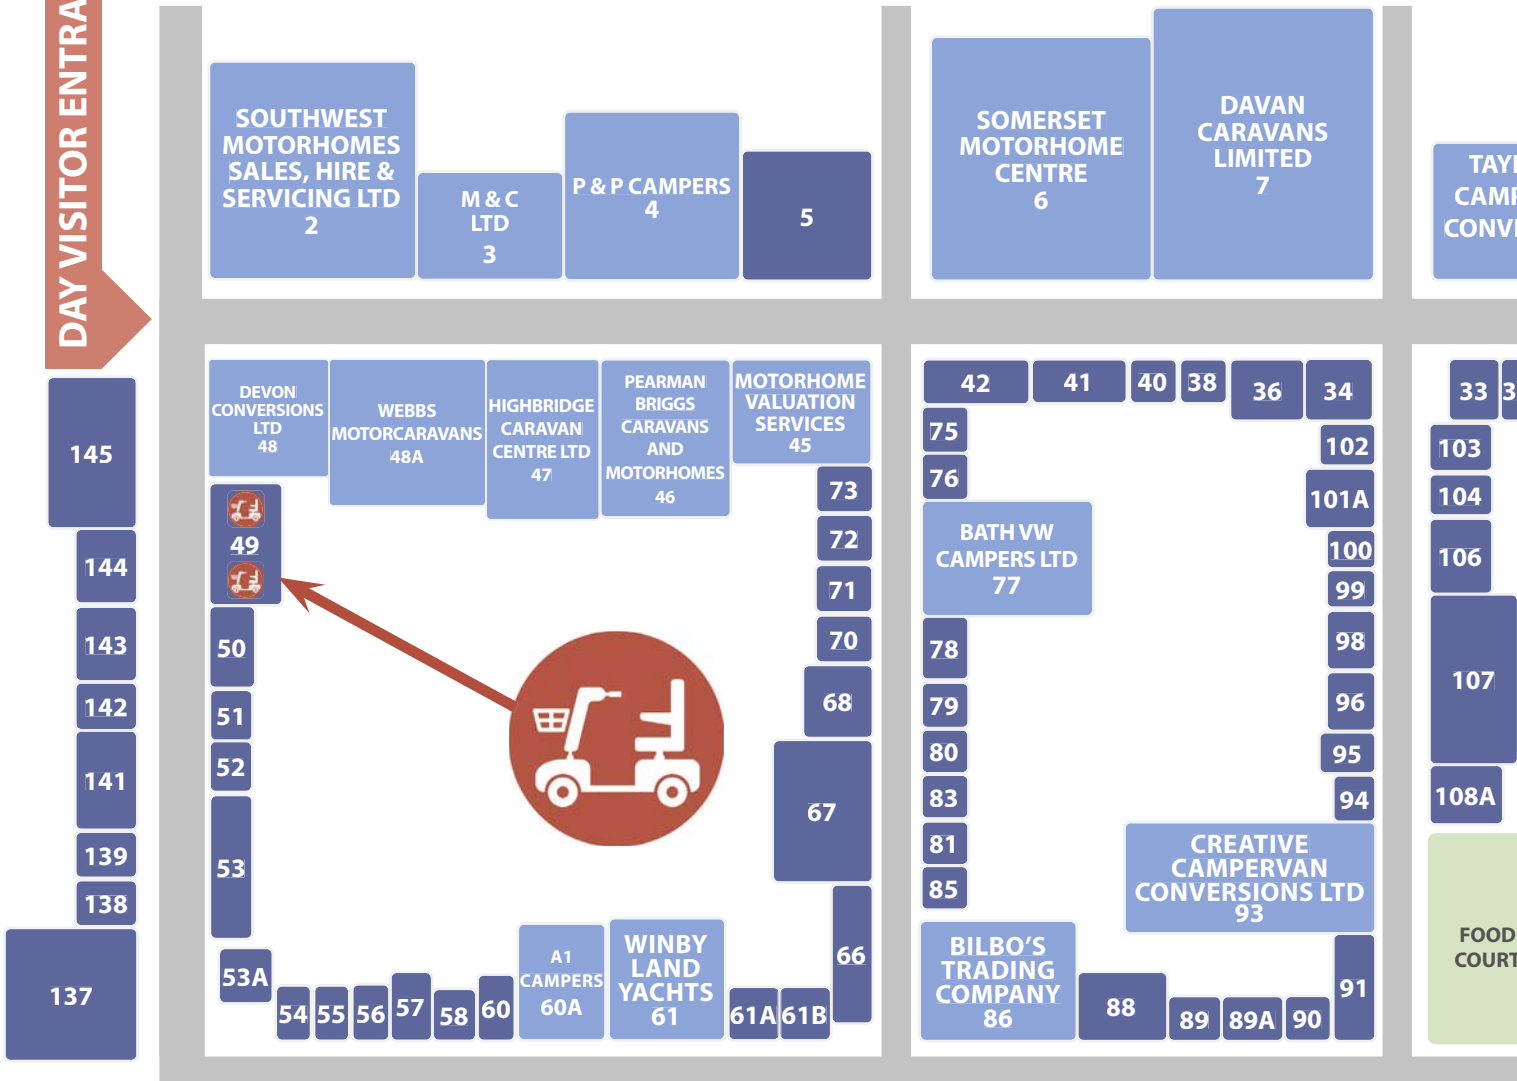 DAY VISITOR
SOUTHWEST
MOTORHOMES
SALES, HIRE &
SERVICING LTD
2
M & C
LTD
3
P & P CAMPERS
4
5
SOMERSET
MOTORHOME
CENTRE
6
DAVAN
CARAVANS
LIMITED
7
DEVON
CONVERSIONS
LTD
48
WEBBS
MOTORCARAVANS
48A
HIGHBRIDGE
CARAVAN
CENTRE LTD
47
PEARMAN
BRIGGS
CARAVANS
AND
MOTORHOMES
46
MOTORHOME
VALUATION
SERVICES
45
145
144
143
142
141
139
138
137
49
50
51
52
53
53A
54
55
56
57
58
60
A1
CAMPERS
60A
WINBY
LAND
YACHTS
61
61A
61B
66
67
68
70
71
72
73
42
41
40
38
36
34
75
76
BATH VW
CAMPERS LTD
77
78
79
80
83
81
85
BILBO'S
TRADING
COMPANY
86
88
89
89A
90
91
CREATIVE
CAMPERVAN
CONVERSIONS LTD
93
94
95
96
98
99
100
101A
102
33
103
104
106
107
108A
FOOD
COURT